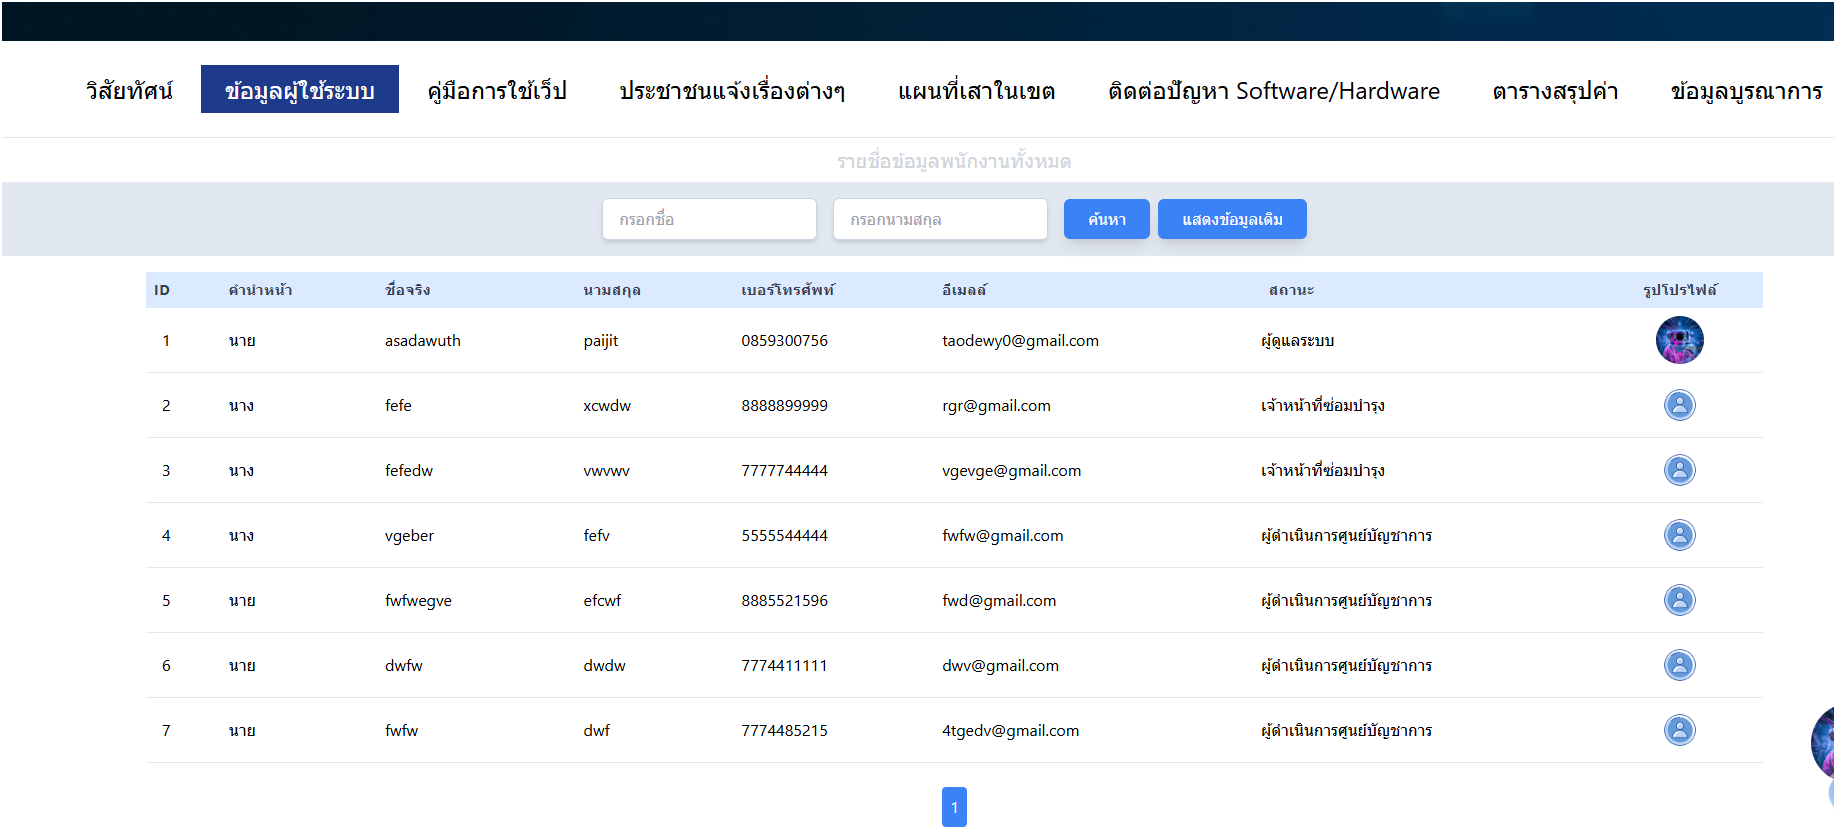 วิสัยทัศน์ ข้อมูลผู้ใช้ระบบ คู่มือการใช้เว็ป ประชาชนแจ้งเรื่องต่างๆ แผนที่เสาในเขต ติดต่อปัญหา Software/Hardware ตารางสรุปค่า ข้อมูลบูรณาการ
รายชื่อข้อมูลพนักงานทั้งหมด
กรอกชื่อ กรอกนามสกุล ค้นหา แสดงข้อมูลเดิม
ID คำนำหน้า ชื่อจริง นามสกุล เบอร์โทรศัพท์ อีเมลล์ สถานะ รูปโปรไฟล์
1 นาย asadawuth paijit 0859300756 taodewy0@gmail.com ผู้ดูแลระบบ
2 นาง fefe xcwdw 8888899999 rgr@gmail.com เจ้าหน้าที่ซ่อมบำรุง
3 นาง fefedw vwvwv 7777744444 vgevge@gmail.com เจ้าหน้าที่ซ่อมบำรุง
4 นาง vgeber fefv 5555544444 fwfw@gmail.com ผู้ดำเนินการศูนย์บัญชาการ
5 นาย fwfwegve efcwf 8885521596 fwd@gmail.com ผู้ดำเนินการศูนย์บัญชาการ
6 นาย dwfw dwdw 7774411111 dwv@gmail.com ผู้ดำเนินการศูนย์บัญชาการ
7 นาย fwfw dwf 7774485215 4tgedv@gmail.com ผู้ดำเนินการศูนย์บัญชาการ
1